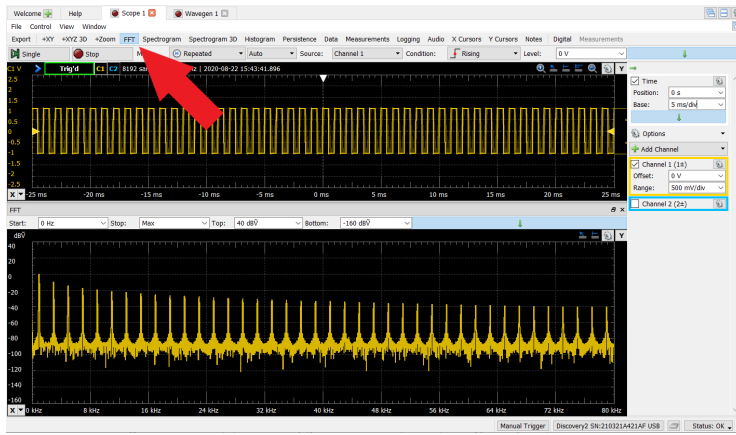 Welcome Help Scope 1 Wavegen 1
File Control View Window
Export +XY +XYZ 3D +Zoom FFT Spectrogram Spectrogram 3D Histogram Persistence Data Measurements Logging Audio X Cursors Y Cursors Notes Digital Measurements
Single Stop Repeated Auto Source: Channel 1 Condition: Rising Level: 0 V
C1 V Trig'd C1 C2 8192 | 2020-08-22 15:43:41.896 Y
2.5
2
1.5
1
0.5
0
-0.5
-1
-1.5
-2
-2.5
X -25 ms -20 ms -15 ms -10 ms -5 ms 0 ms 5 ms 10 ms 15 ms 20 ms 25 ms
Time
Position: 0 s
Base: 5 ms/div
Options
Add Channel
Channel 1 (1±)
Offset: 0 V
Range: 500 mV/div
Channel 2 (2±)
FFT
Start: 0 Hz Stop: Max Top: 40 dBṼ Bottom: -160 dBṼ
dBṼ Y
40
20
0
-20
-40
-60
-80
-100
-120
-140
-160
X 0 kHz 8 kHz 16 kHz 24 kHz 32 kHz 40 kHz 48 kHz 56 kHz 64 kHz 72 kHz 80 kHz
Manual Trigger Discovery2 SN:210321A421AF USB Status: OK